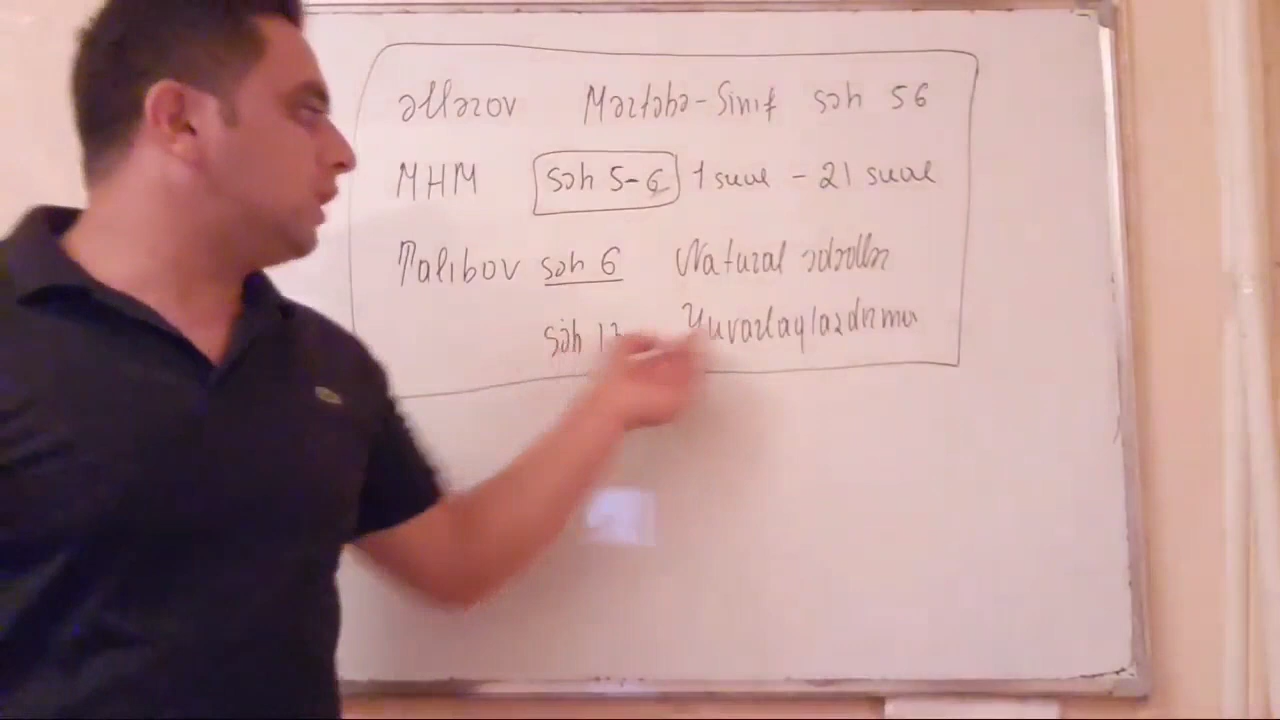 əllərov Mərtəbə-Sinif səh 56
MHM səh 5-6 1 sual - 21 sual
Talıbov səh 6 Natural ədədlər
səh Yuvarlaqlaşdırma